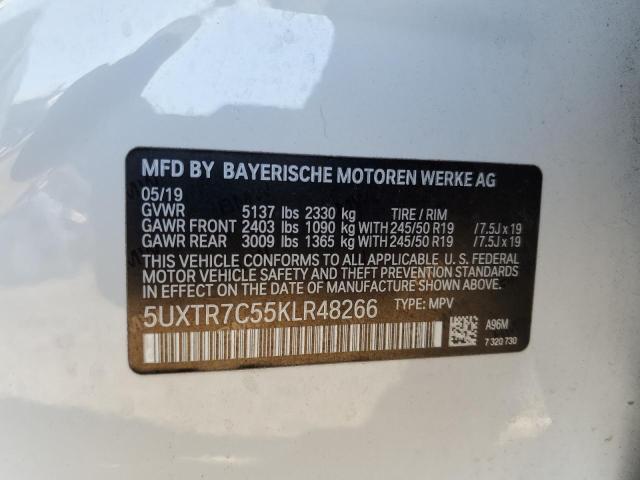 MFD BY BAYERISCHE MOTOREN WERKE AG
05/19
GVWR 5137 lbs 2330 kg TIRE / RIM
GAWR FRONT 2403 lbs 1090 kg WITH 245/50 R19 / 7.5J x 19
GAWR REAR 3009 lbs 1365 kg WITH 245/50 R19 / 7.5J x 19
THIS VEHICLE CONFORMS TO ALL APPLICABLE U. S. FEDERAL
MOTOR VEHICLE SAFETY AND THEFT PREVENTION STANDARDS
IN EFFECT ON THE DATE OF MANUFACTURE SHOWN ABOVE.
5UXTR7C55KLR48266 TYPE: MPV
A96M
7 320 730